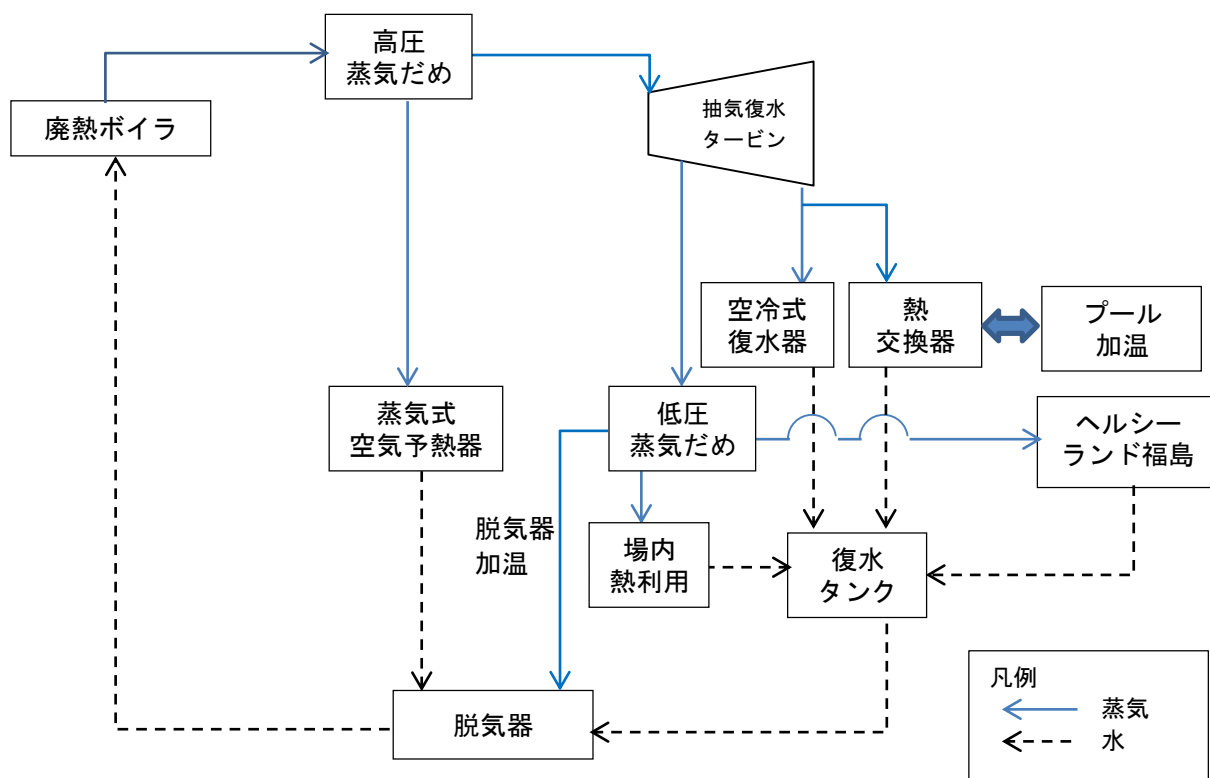 高圧
蒸気だめ
廃熱ボイラ
抽気復水
タービン
空冷式
復水器
熱
交換器
プール
加温
蒸気式
空気予熱器
低圧
蒸気だめ
ヘルシー
ランド福島
脱気器
加温
場内
熱利用
復水
タンク
脱気器
凡例
蒸気
水